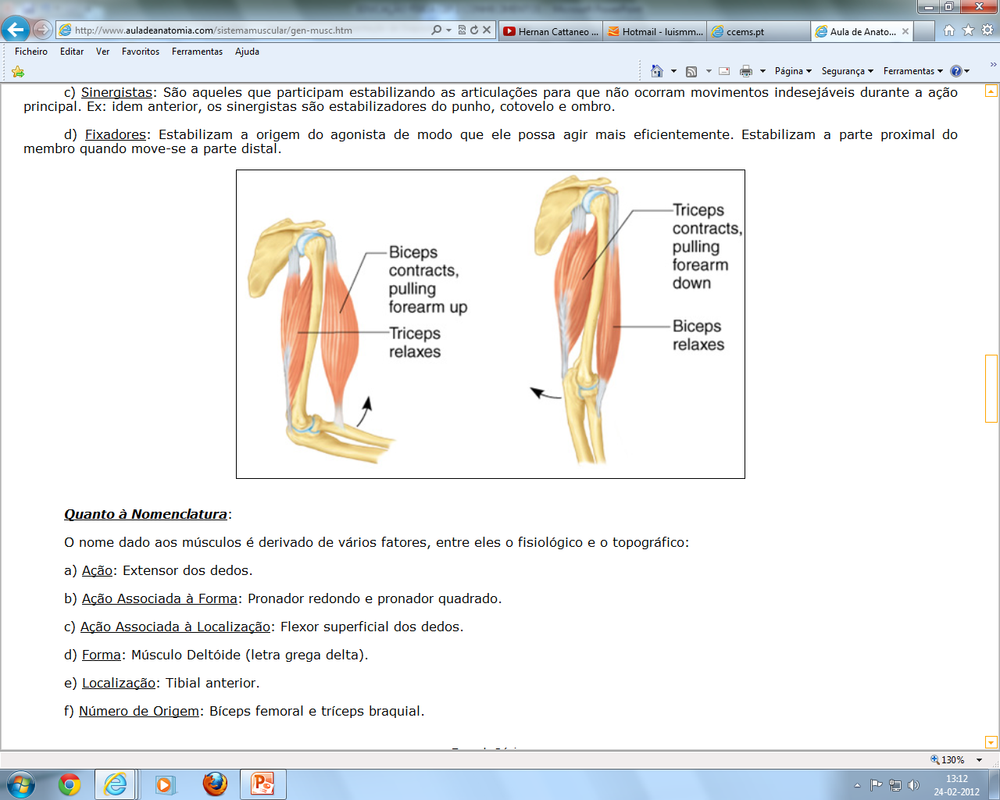 http://www.auladeanatomia.com/sistemamuscular/gen-musc.htm
Hernan Cattaneo ...
Hotmail - luismm...
ccems.pt
Aula de Anato...
Ficheiro Editar Ver Favoritos Ferramentas Ajuda
Página Segurança Ferramentas
c) Sinergistas: São aqueles que participam estabilizando as articulações para que não ocorram movimentos indesejáveis durante a ação
principal. Ex: idem anterior, os sinergistas são estabilizadores do punho, cotovelo e ombro.
d) Fixadores: Estabilizam a origem do agonista de modo que ele possa agir mais eficientemente. Estabilizam a parte proximal do
membro quando move-se a parte distal.
Biceps
contracts,
pulling
forearm up
Triceps
relaxes
Triceps
contracts,
pulling
forearm
down
Biceps
relaxes
Quanto à Nomenclatura:
O nome dado aos músculos é derivado de vários fatores, entre eles o fisiológico e o topográfico:
a) Ação: Extensor dos dedos.
b) Ação Associada à Forma: Pronador redondo e pronador quadrado.
c) Ação Associada à Localização: Flexor superficial dos dedos.
d) Forma: Músculo Deltóide (letra grega delta).
e) Localização: Tibial anterior.
f) Número de Origem: Bíceps femoral e tríceps braquial.
130%
13:12
24-02-2012